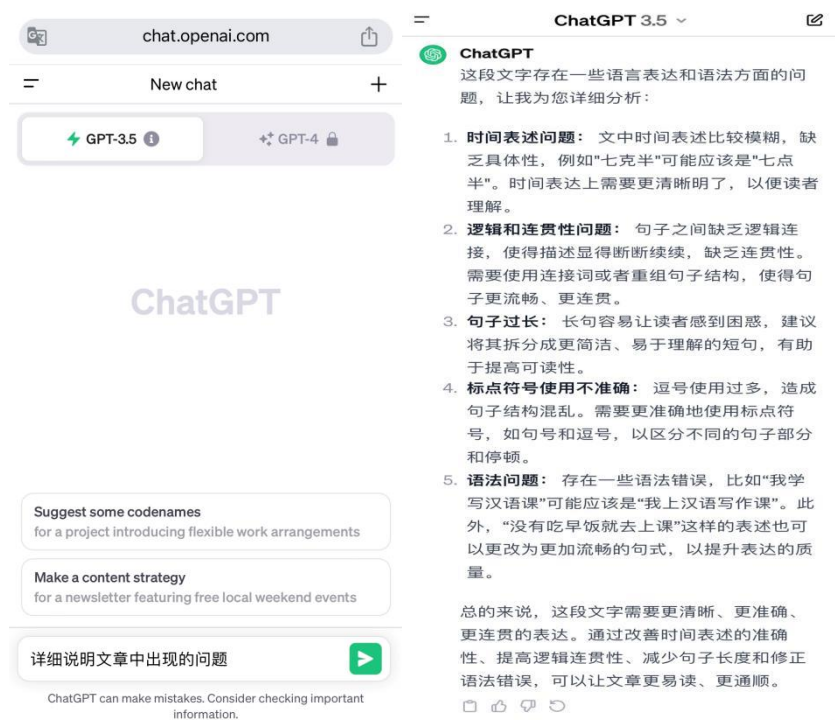 chat.openai.com
New chat
GPT-3.5
GPT-4
ChatGPT
Suggest some codenames
for a project introducing flexible work arrangements
Make a content strategy
for a newsletter featuring free local weekend events
详细说明文章中出现的问题
ChatGPT can make mistakes. Consider checking important
information.
ChatGPT 3.5
ChatGPT
这段文字存在一些语言表达和语法方面的问
题，让我为您详细分析：
1. 时间表述问题： 文中时间表述比较模糊，缺
乏具体性，例如"七克半"可能应该是"七点
半"。时间表达上需要更清晰明了，以便读者
理解。
2. 逻辑和连贯性问题： 句子之间缺乏逻辑连
接，使得描述显得断断续续，缺乏连贯性。
需要使用连接词或者重组句子结构，使得句
子更流畅、更连贯。
3. 句子过长： 长句容易让读者感到困惑，建议
将其拆分成更简洁、易于理解的短句，有助
于提高可读性。
4. 标点符号使用不准确： 逗号使用过多，造成
句子结构混乱。需要更准确地使用标点符
号，如句号和逗号，以区分不同的句子部分
和停顿。
5. 语法问题： 存在一些语法错误，比如“我学
写汉语课”可能应该是“我上汉语写作课”。此
外，“没有吃早饭就去上课”这样的表述也可
以更改为更加流畅的句式，以提升表达的质
量。
总的来说，这段文字需要更清晰、更准确、
更连贯的表达。通过改善时间表述的准确
性、提高逻辑连贯性、减少句子长度和修正
语法错误，可以让文章更易读、更通顺。